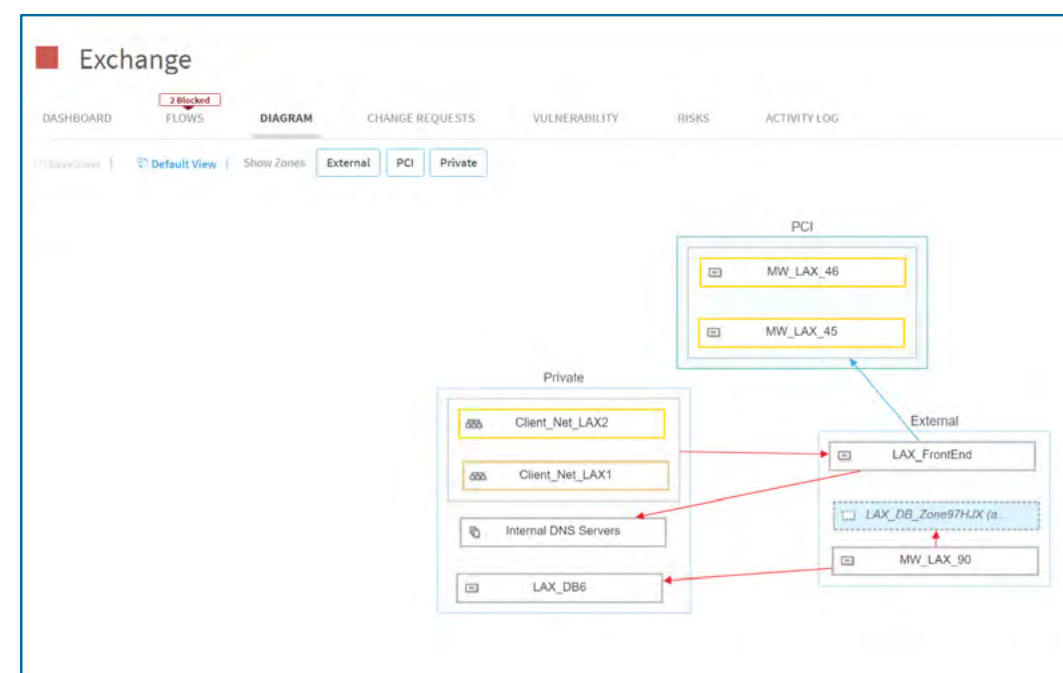 Exchange
2 Blocked
DASHBOARD FLOWS DIAGRAM CHANGE REQUESTS VULNERABILITY RISKS ACTIVITY LOG
Default View Show Zones External PCI Private
PCI
MW_LAX_46
MW_LAX_45
Private
Client_Net_LAX2
Client_Net_LAX1
Internal DNS Servers
LAX_DB6
External
LAX_FrontEnd
LAX_DB_Zone97HJX (a...
MW_LAX_90